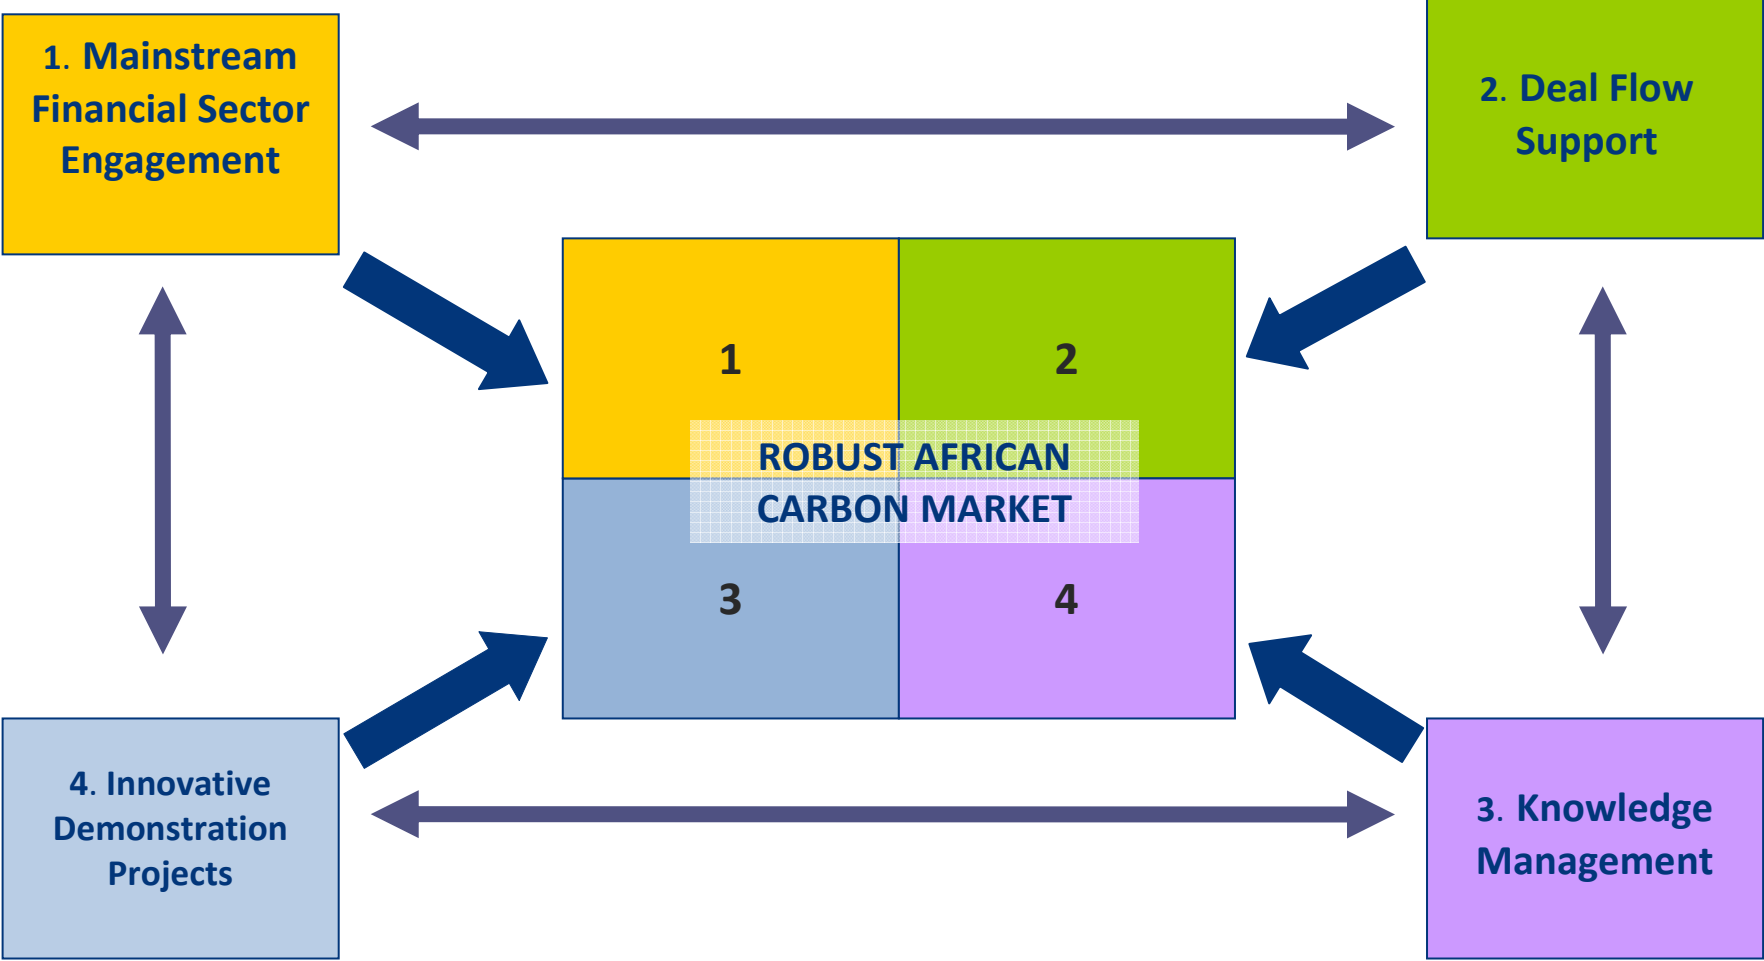 1. Mainstream
Financial Sector
Engagement
2. Deal Flow
Support
1
2
ROBUST AFRICAN
CARBON MARKET
3
4
4. Innovative
Demonstration
Projects
3. Knowledge
Management